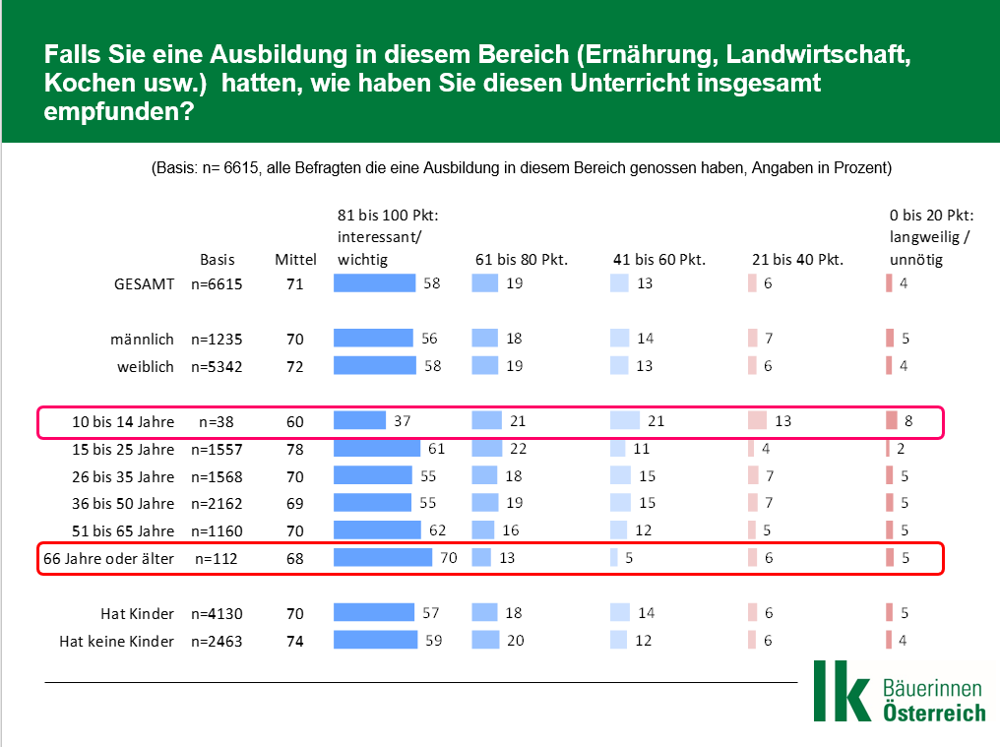 Falls Sie eine Ausbildung in diesem Bereich (Ernährung, Landwirtschaft,
Kochen usw.)  hatten, wie haben Sie diesen Unterricht insgesamt
empfunden?
(Basis: n= 6615, alle Befragten die eine Ausbildung in diesem Bereich genossen haben, Angaben in Prozent)
81 bis 100 Pkt: 0 bis 20 Pkt:
interessant/ langweilig /
Basis Mittel wichtig 61 bis 80 Pkt. 41 bis 60 Pkt. 21 bis 40 Pkt. unnötig
GESAMT n=6615 71 58 19 13 6 4
männlich n=1235 70 56 18 14 7 5
weiblich n=5342 72 58 19 13 6 4
10 bis 14 Jahre n=38 60 37 21 21 13 8
15 bis 25 Jahre n=1557 78 61 22 11 4 2
26 bis 35 Jahre n=1568 70 55 18 15 7 5
36 bis 50 Jahre n=2162 69 55 19 15 7 5
51 bis 65 Jahre n=1160 70 62 16 12 5 5
66 Jahre oder älter n=112 68 70 13 5 6 5
Hat Kinder n=4130 70 57 18 14 6 5
Hat keine Kinder n=2463 74 59 20 12 6 4
lk Bäuerinnen
Österreich